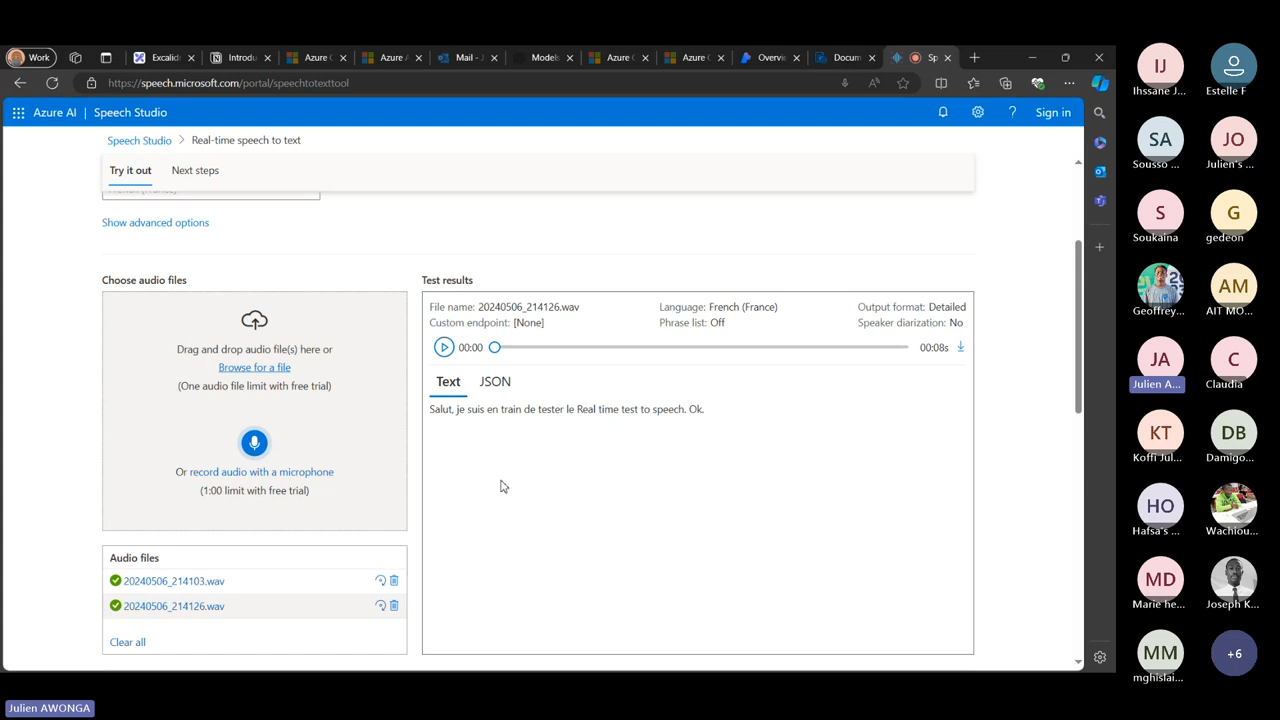 Work
Excalid
Introdu
Azure C
Azure A
Mail - J
Models
Azure C
Azure C
Overvie
Docum
Sp
https://speech.microsoft.com/portal/speechtotexttool
Azure AI | Speech Studio
Sign in
Speech Studio > Real-time speech to text
Try it out
Next steps
French (France)
Show advanced options
Choose audio files
Drag and drop audio file(s) here or
Browse for a file
(One audio file limit with free trial)
Or record audio with a microphone
(1:00 limit with free trial)
Audio files
20240506_214103.wav
20240506_214126.wav
Clear all
Test results
File name: 20240506_214126.wav
Language: French (France)
Output format: Detailed
Custom endpoint: [None]
Phrase list: Off
Speaker diarization: No
00:00
00:08s
Text
JSON
Salut, je suis en train de tester le Real time test to speech. Ok.
IJ
Ihssane J...
Estelle F
SA
Sousso ...
JO
Julien's ...
S
Soukaina
G
gedeon
Geoffrey...
AM
AIT MO...
JA
Julien A...
C
Claudia
KT
Koffi Jul...
DB
Damigo...
HO
Hafsa's ...
Wachiou...
MD
Marie he...
Joseph K...
MM
mghislai...
+6
Julien AWONGA